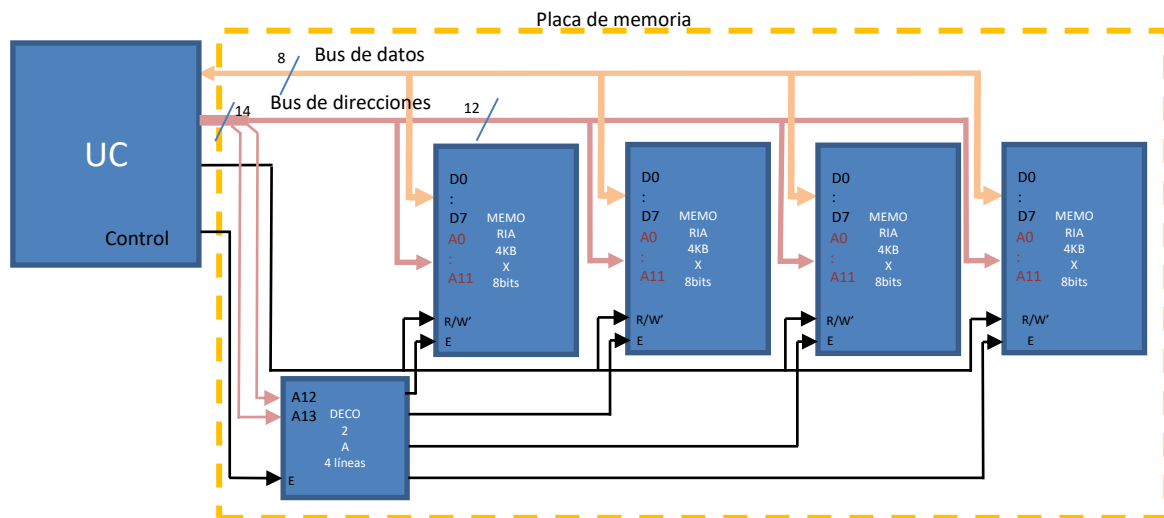 Placa de memoria
8
Bus de datos
14
Bus de direcciones
12
UC
Control
D0
:
D7
A0
:
A11
MEMO
RIA
4KB
X
8bits
R/W’
E
D0
:
D7
A0
:
A11
MEMO
RIA
4KB
X
8bits
R/W’
E
D0
:
D7
A0
:
A11
MEMO
RIA
4KB
X
8bits
R/W’
E
D0
:
D7
A0
:
A11
MEMO
RIA
4KB
X
8bits
R/W’
E
A12
A13
DECO
2
A
4 líneas
E